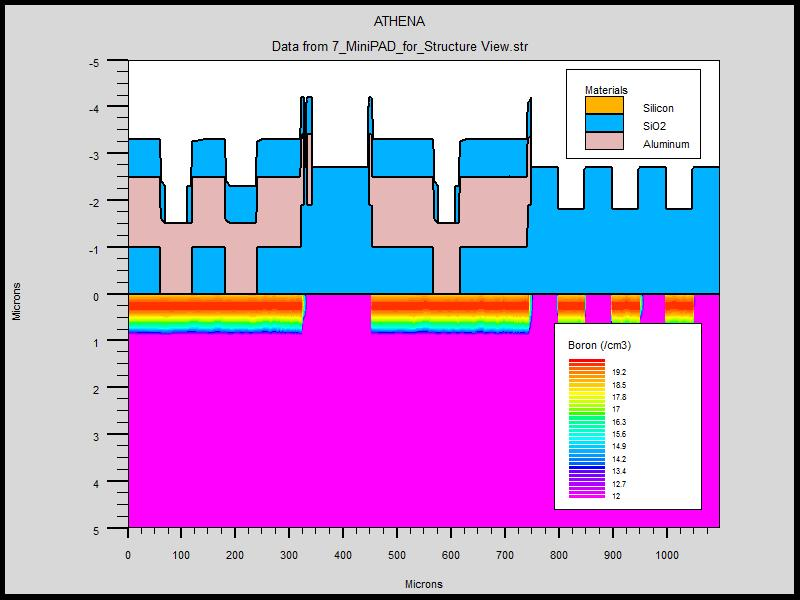 ATHENA
Data from 7_MiniPAD_for_Structure View.str
Materials
Silicon
SiO2
Aluminum
-5
-4
-3
-2
-1
0
1
2
3
4
5
Microns
Boron (/cm3)
19.2
18.5
17.8
17
16.3
15.6
14.9
14.2
13.4
12.7
12
0 100 200 300 400 500 600 700 800 900 1000
Microns